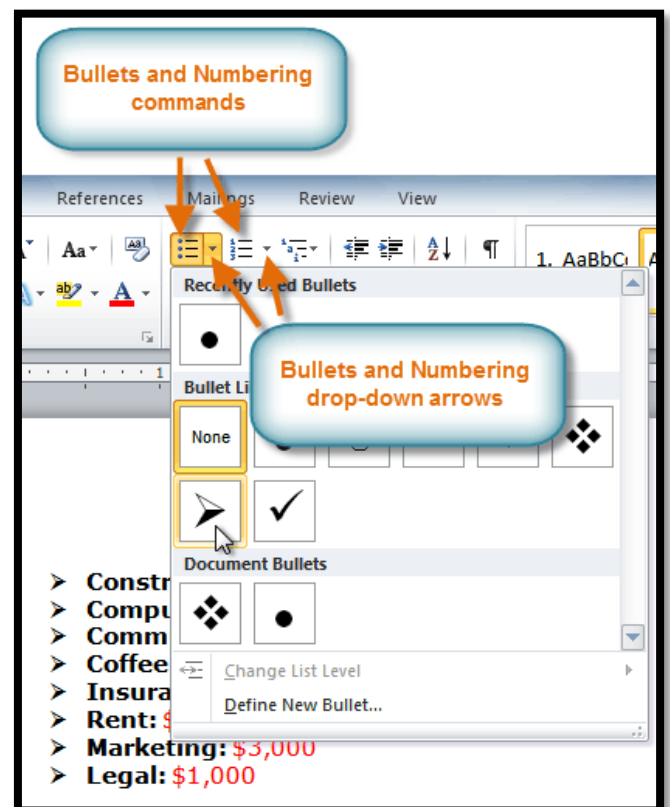 Bullets and Numbering
commands
References Mailings Review View
Aa
1. AaBbCc
Recently Used Bullets
Bullets and Numbering
drop-down arrows
Bullet Li
None
Document Bullets
Constr
Compu
Comm
Coffee
Insura
Rent: $
Marketing: $3,000
Legal: $1,000
Change List Level
Define New Bullet...